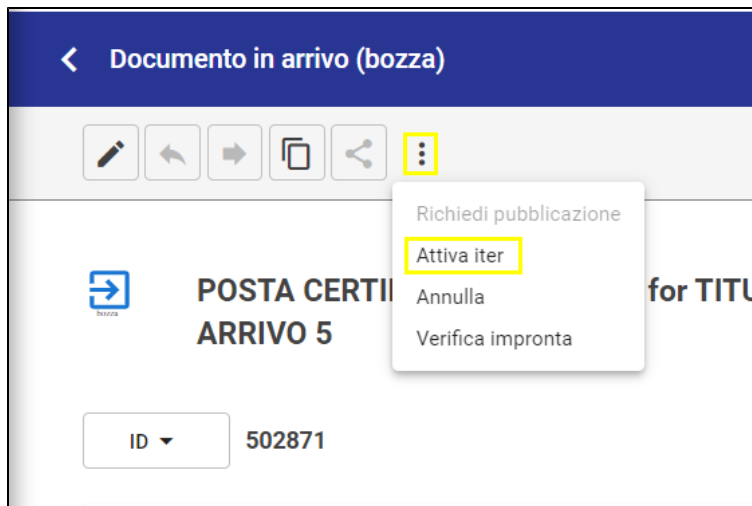 Documento in arrivo (bozza)
Richiedi pubblicazione
Attiva iter
Annulla
Verifica impronta
bozza
POSTA CERTI for TITU
ARRIVO 5
ID 502871